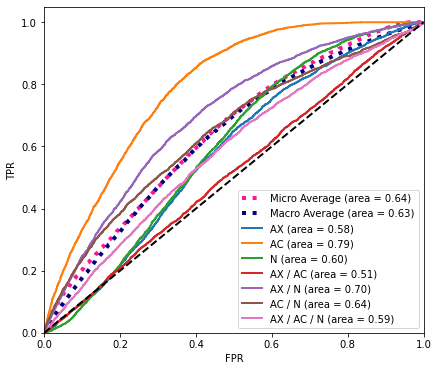 1.0
0.8
0.6
0.4
0.2
0.0
TPR
Micro Average (area = 0.64)
Macro Average (area = 0.63)
AX (area = 0.58)
AC (area = 0.79)
N (area = 0.60)
AX / AC (area = 0.51)
AX / N (area = 0.70)
AC / N (area = 0.64)
AX / AC / N (area = 0.59)
0.0 0.2 0.4 0.6 0.8 1.0
FPR